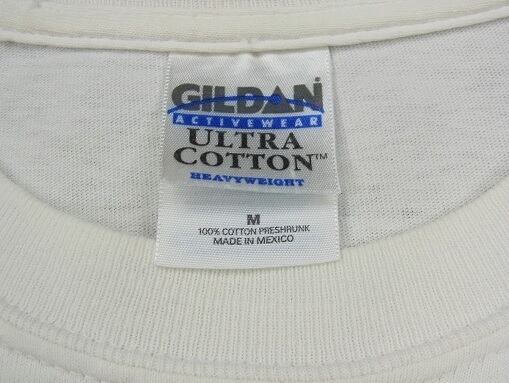 GILDAN®
ACTIVEWEAR
ULTRA
COTTON™
HEAVYWEIGHT
M
100% COTTON PRESHRUNK
MADE IN MEXICO